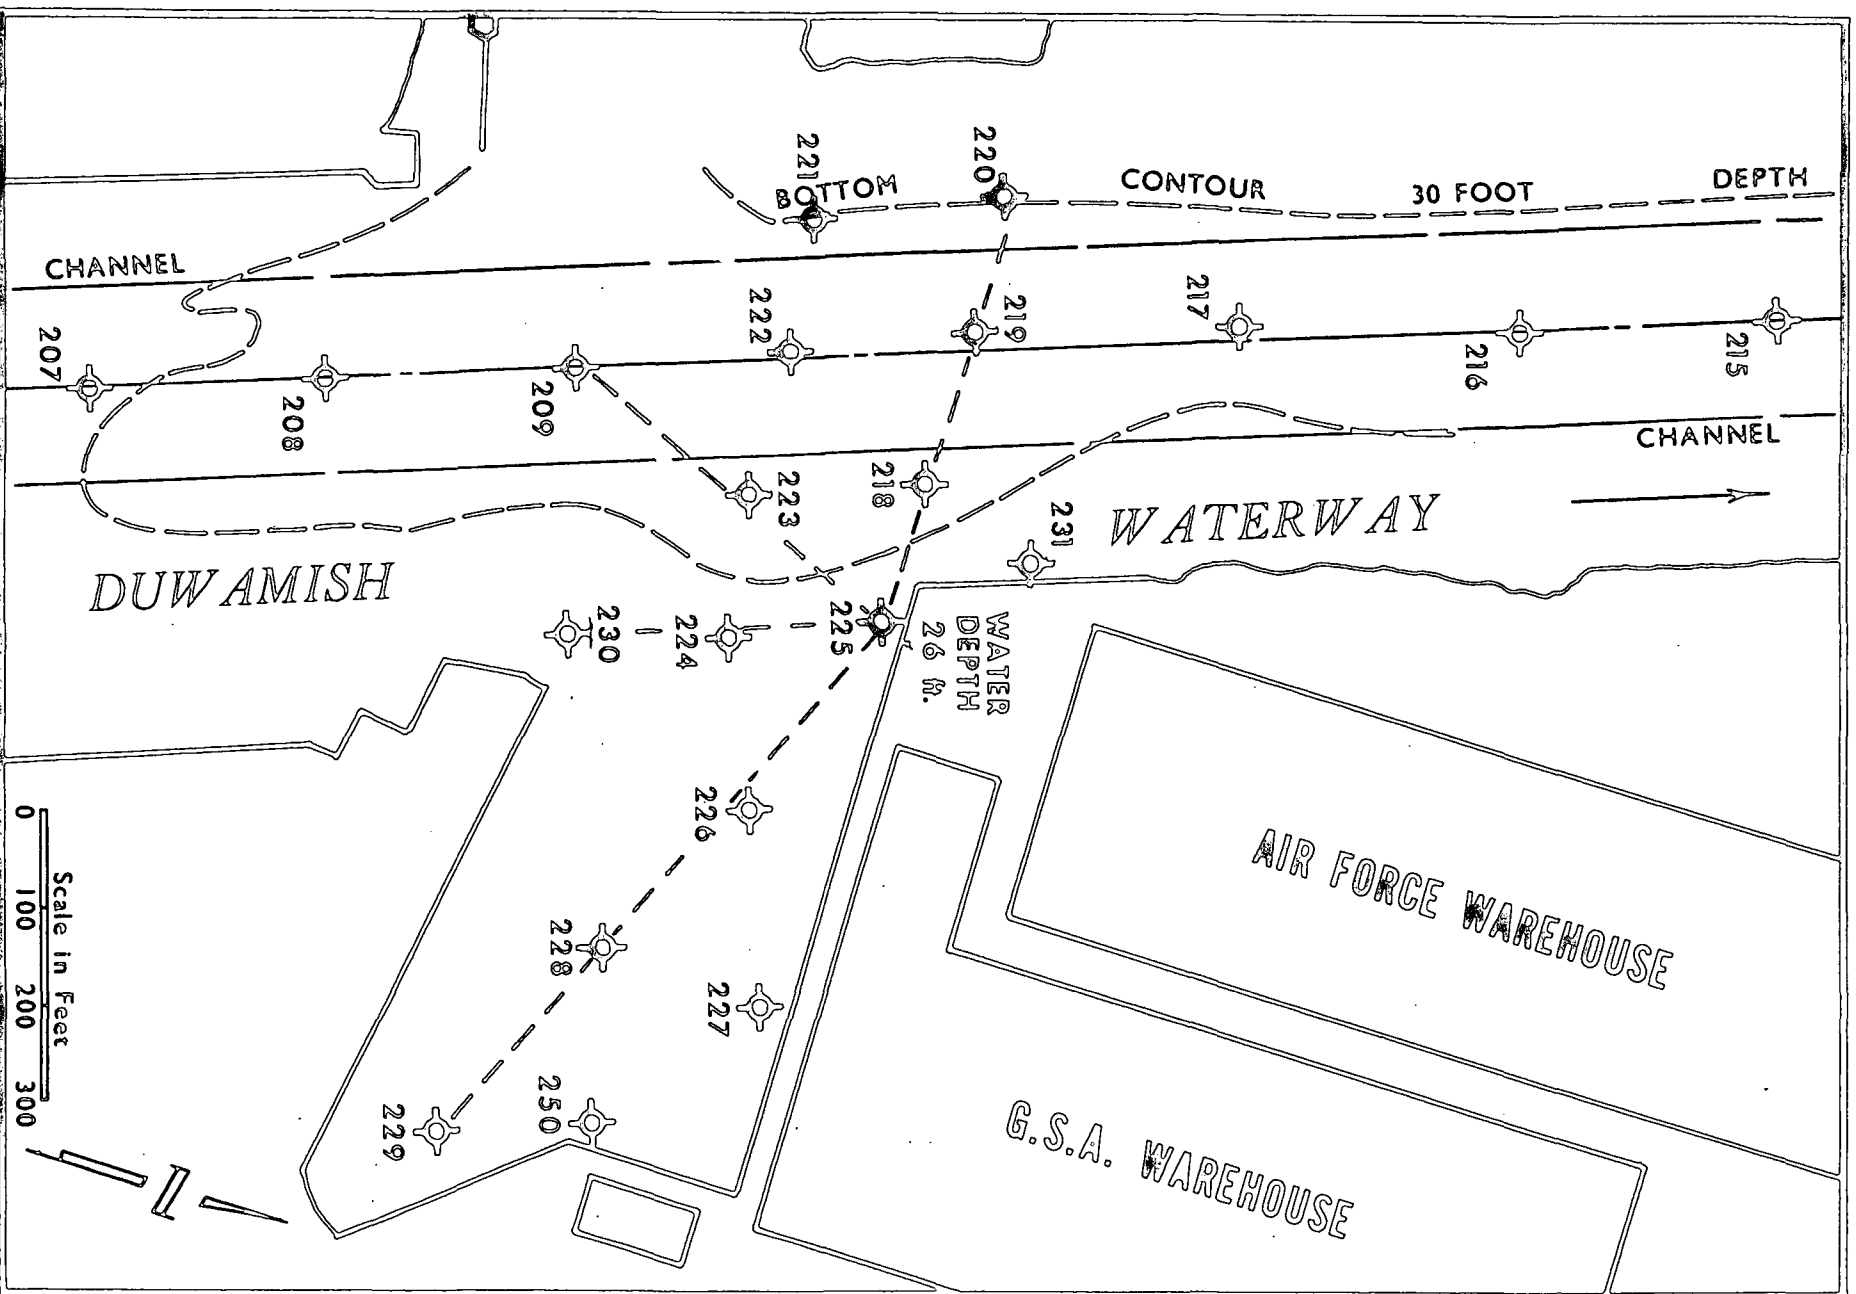 221
220
BOTTOM
CONTOUR
30 FOOT
DEPTH
CHANNEL
207
208
209
222
219
217
216
215
CHANNEL
223
218
231
WATERWAY
DUWAMISH
230
224
225
WATER
DEPTH
26 ft.
226
228
227
229
250
AIR FORCE WAREHOUSE
G.S.A. WAREHOUSE
0 100 200 300
Scale in Feet